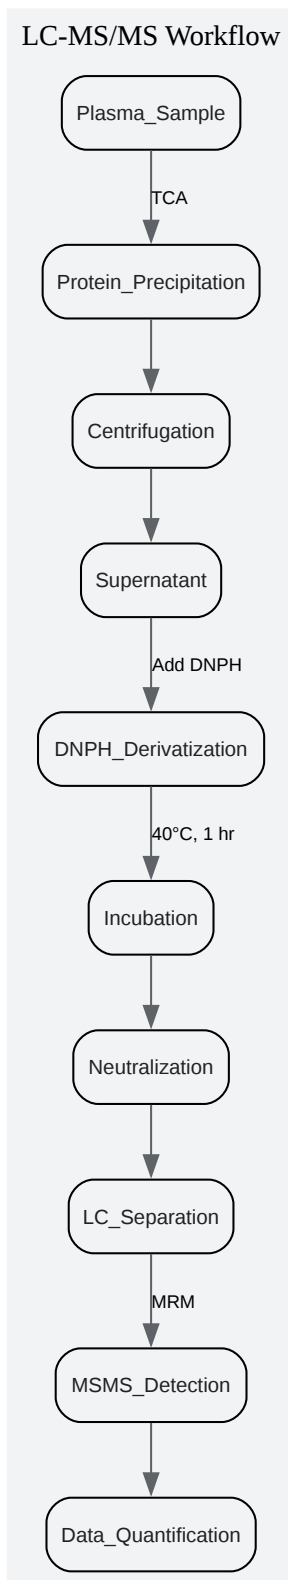 LC-MS/MS Workflow
Plasma_Sample
TCA
Protein_Precipitation
Centrifugation
Supernatant
Add DNPH
DNPH_Derivatization
40°C, 1 hr
Incubation
Neutralization
LC_Separation
MRM
MSMS_Detection
Data_Quantification